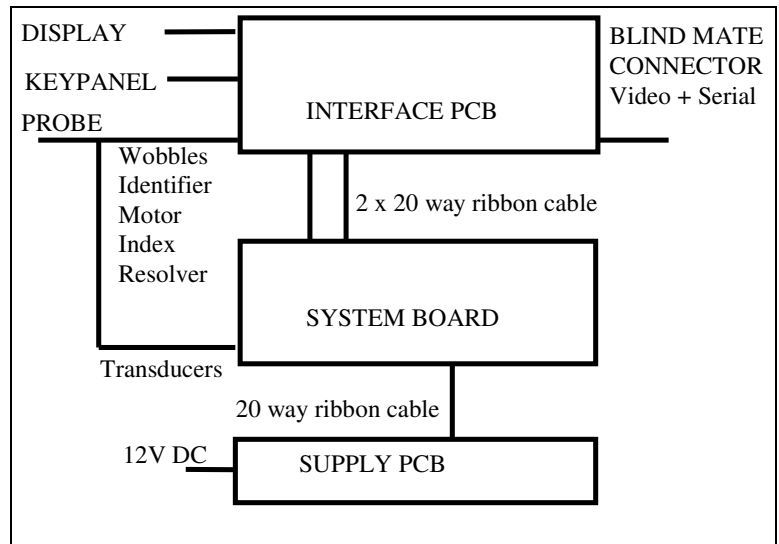 DISPLAY
KEYPANEL
PROBE
INTERFACE PCB
BLIND MATE
CONNECTOR
Video + Serial
Wobbles
Identifier
Motor
Index
Resolver
2 x 20 way ribbon cable
SYSTEM BOARD
Transducers
20 way ribbon cable
12V DC
SUPPLY PCB